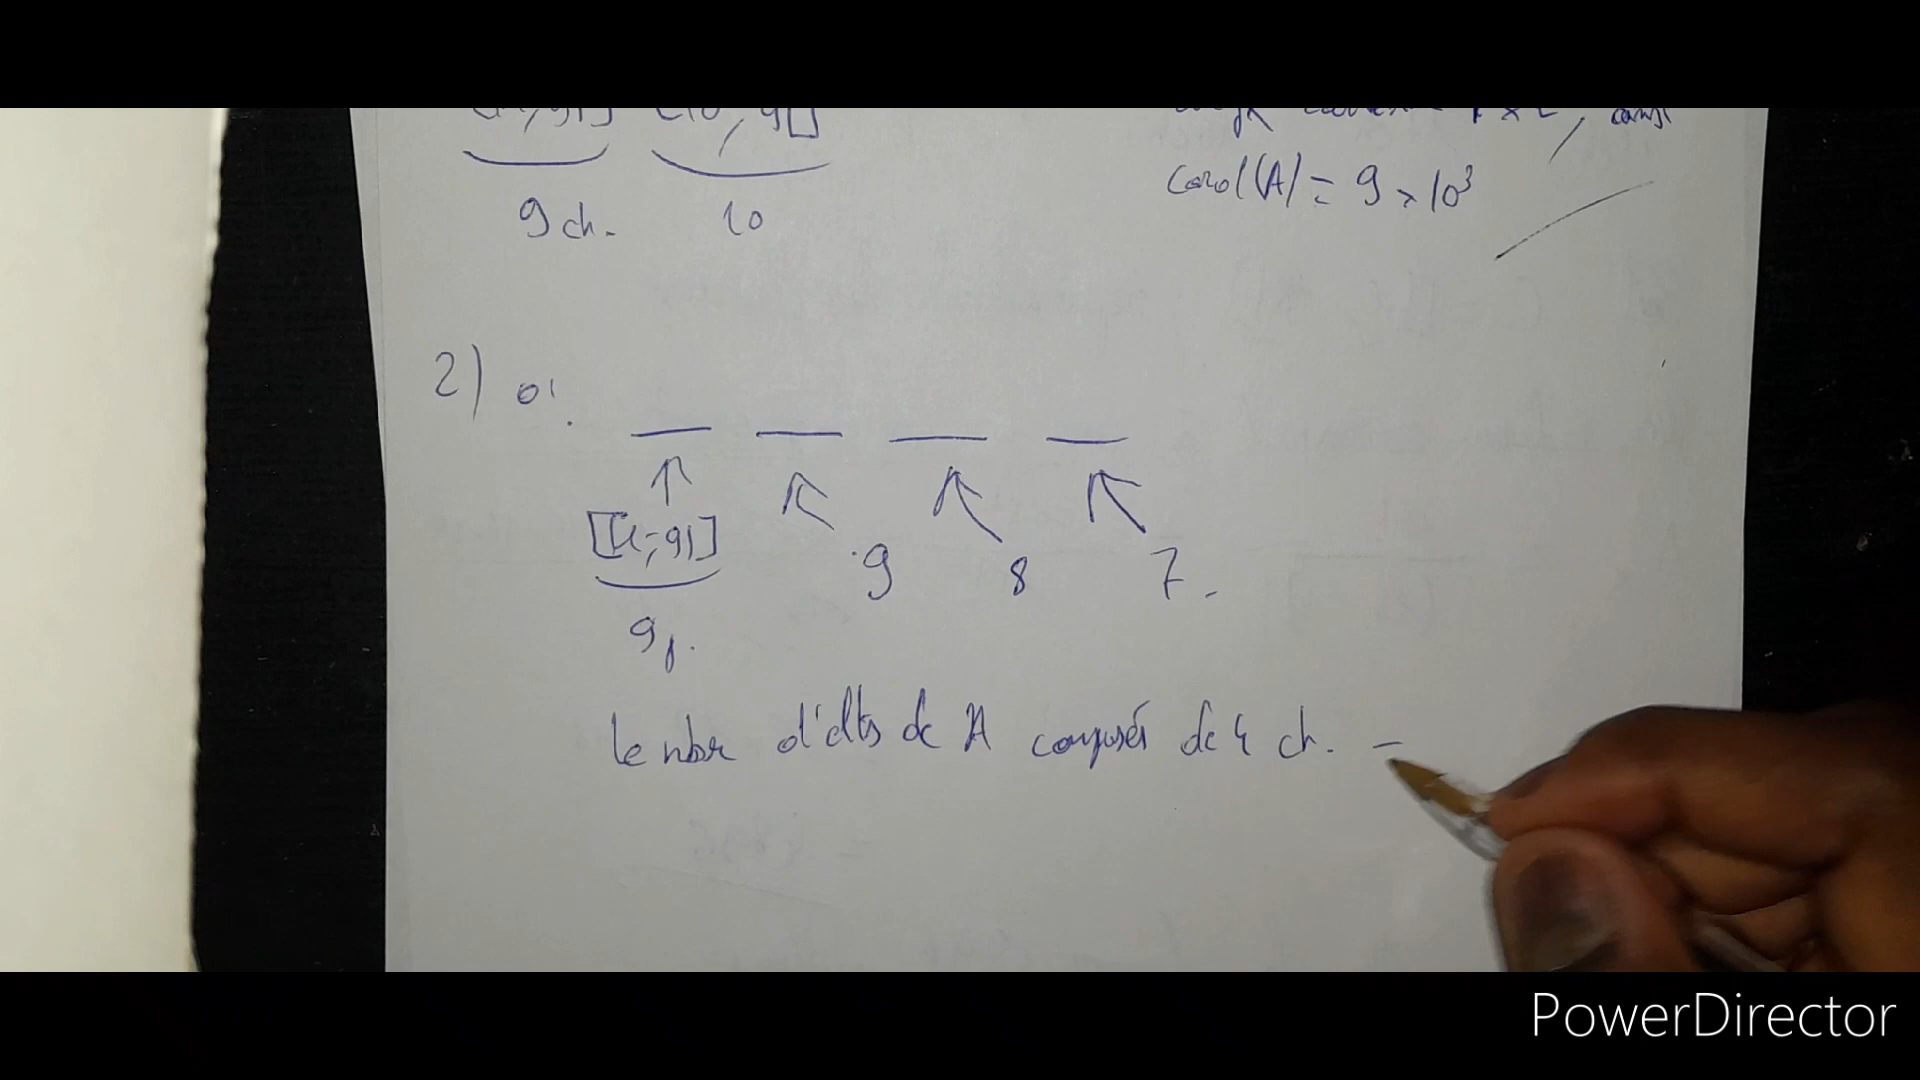 9 ch. 10
Card(A) = 9 x 10³
2) a.
[[1; 9]] 9 8 7.
9 p.
le nbr d'elts de A composés de 4 ch. =
PowerDirector